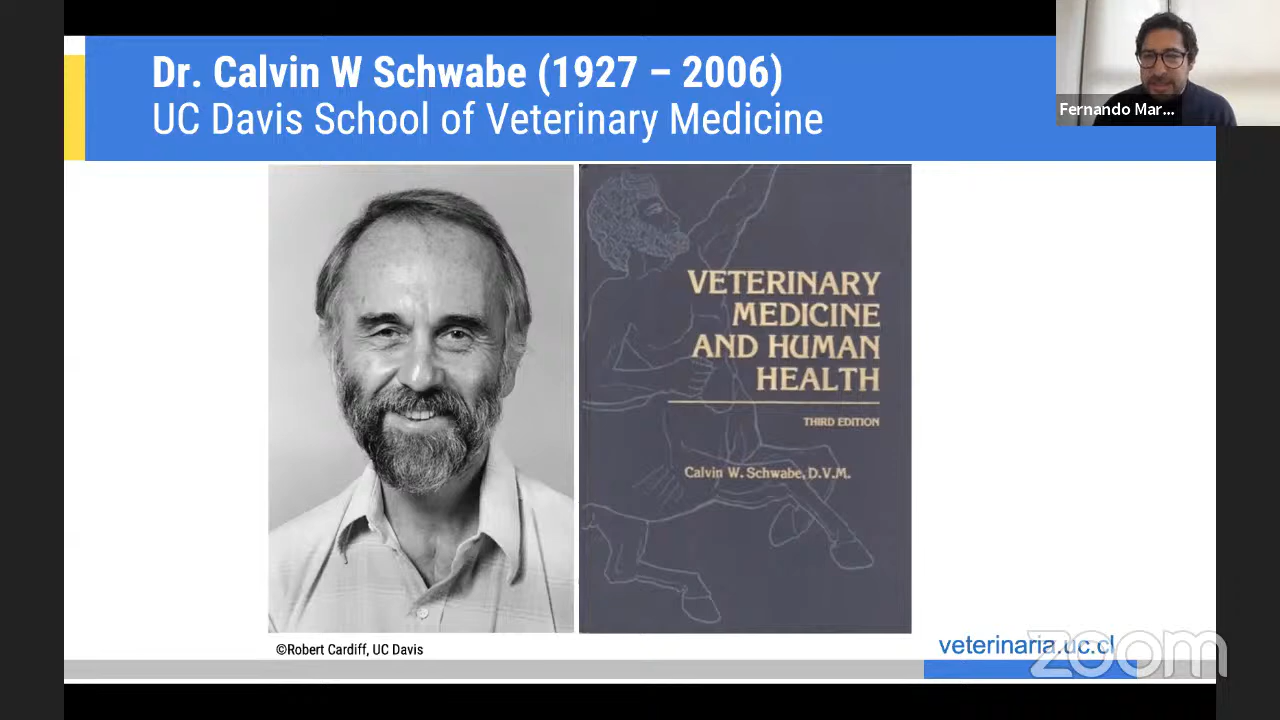 Dr. Calvin W Schwabe (1927 – 2006)
UC Davis School of Veterinary Medicine
Fernando Mar...
VETERINARY
MEDICINE
AND HUMAN
HEALTH
THIRD EDITION
Calvin W. Schwabe, D.V.M.
©Robert Cardiff, UC Davis
veterinaria.uc.cl
zoom